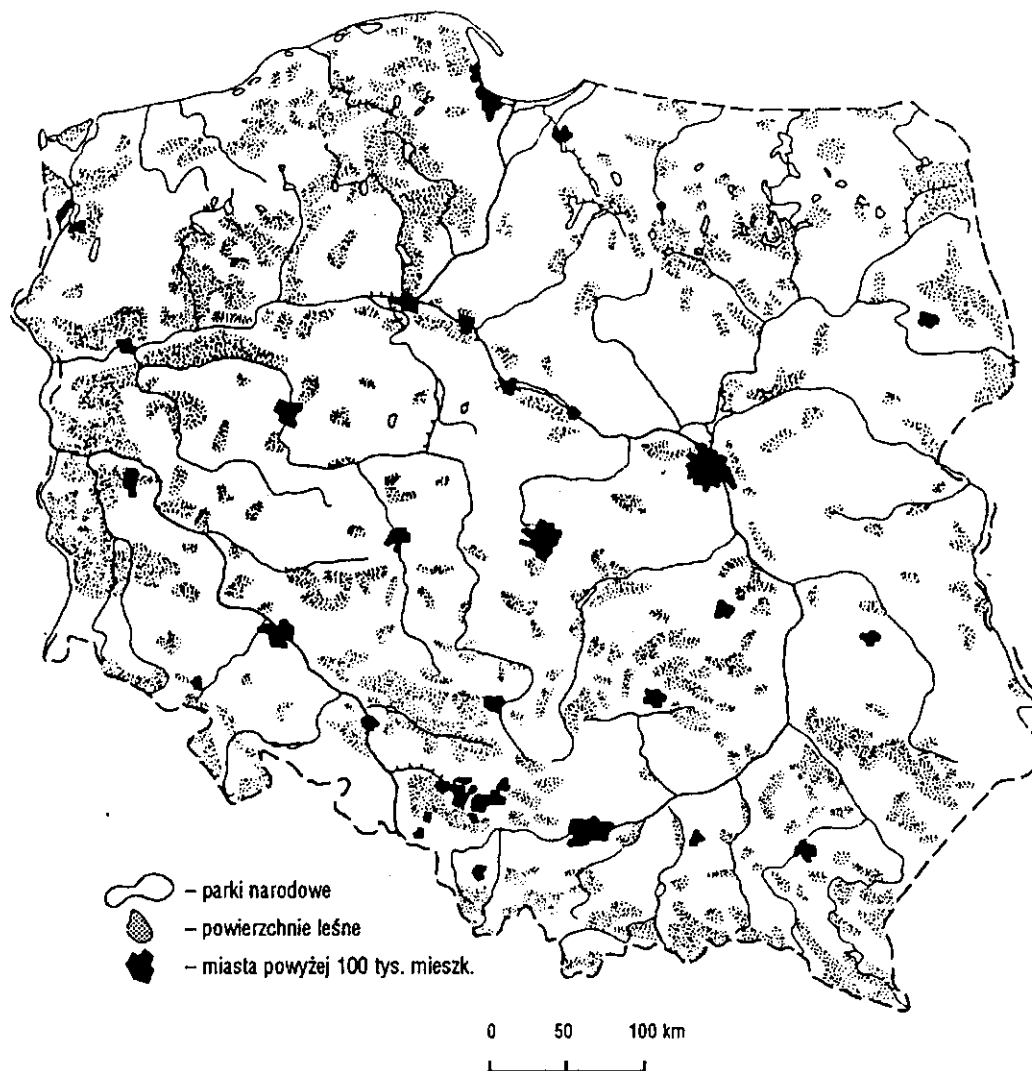 – parki narodowe
– powierzchnie leśne
– miasta powyżej 100 tys. mieszk.
0 50 100 km